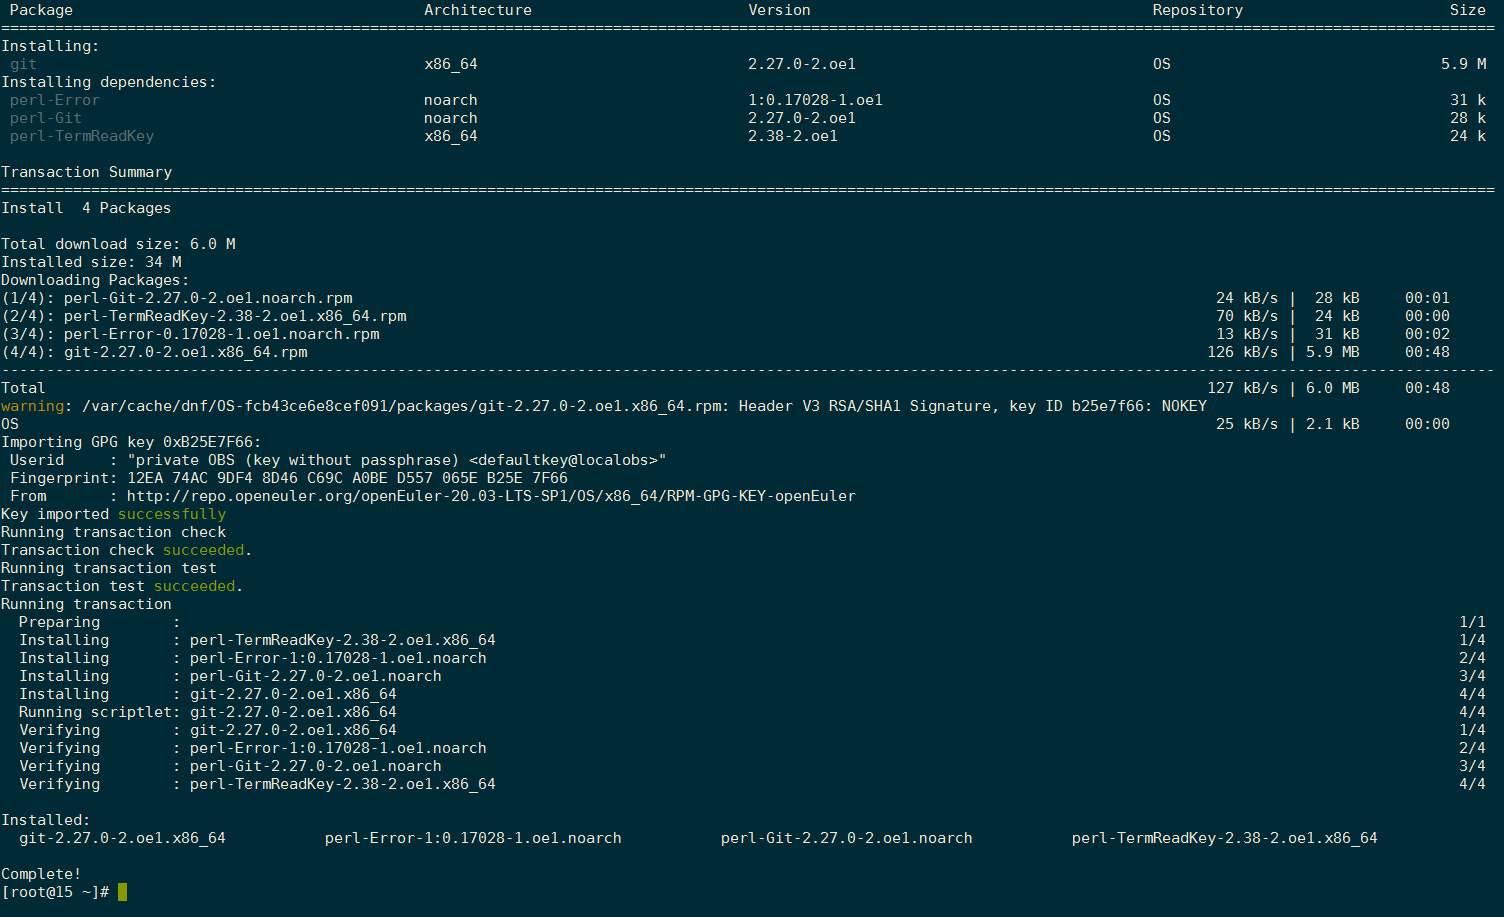 Package Architecture Version Repository Size
================================================================================
Installing:
git x86_64 2.27.0-2.oe1 OS 5.9 M
Installing dependencies:
perl-Error noarch 1:0.17028-1.oe1 OS 31 k
perl-Git noarch 2.27.0-2.oe1 OS 28 k
perl-TermReadKey x86_64 2.38-2.oe1 OS 24 k
Transaction Summary
================================================================================
Install 4 Packages
Total download size: 6.0 M
Installed size: 34 M
Downloading Packages:
(1/4): perl-Git-2.27.0-2.oe1.noarch.rpm 24 kB/s | 28 kB 00:01
(2/4): perl-TermReadKey-2.38-2.oe1.x86_64.rpm 70 kB/s | 24 kB 00:00
(3/4): perl-Error-0.17028-1.oe1.noarch.rpm 13 kB/s | 31 kB 00:02
(4/4): git-2.27.0-2.oe1.x86_64.rpm 126 kB/s | 5.9 MB 00:48
--------------------------------------------------------------------------------
Total 127 kB/s | 6.0 MB 00:48
warning: /var/cache/dnf/OS-fcb43ce6e8cef091/packages/git-2.27.0-2.oe1.x86_64.rpm: Header V3 RSA/SHA1 Signature, key ID b25e7f66: NOKEY
OS 25 kB/s | 2.1 kB 00:00
Importing GPG key 0xB25E7F66:
Userid : "private OBS (key without passphrase) <defaultkey@localobs>"
Fingerprint: 12EA 74AC 9DF4 8D46 C69C A0BE D557 065E B25E 7F66
From : http://repo.openeuler.org/openEuler-20.03-LTS-SP1/OS/x86_64/RPM-GPG-KEY-openEuler
Key imported successfully
Running transaction check
Transaction check succeeded.
Running transaction test
Transaction test succeeded.
Running transaction
Preparing : 1/1
Installing : perl-TermReadKey-2.38-2.oe1.x86_64 1/4
Installing : perl-Error-1:0.17028-1.oe1.noarch 2/4
Installing : perl-Git-2.27.0-2.oe1.noarch 3/4
Installing : git-2.27.0-2.oe1.x86_64 4/4
Running scriptlet: git-2.27.0-2.oe1.x86_64 4/4
Verifying : git-2.27.0-2.oe1.x86_64 1/4
Verifying : perl-Error-1:0.17028-1.oe1.noarch 2/4
Verifying : perl-Git-2.27.0-2.oe1.noarch 3/4
Verifying : perl-TermReadKey-2.38-2.oe1.x86_64 4/4
Installed:
git-2.27.0-2.oe1.x86_64 perl-Error-1:0.17028-1.oe1.noarch perl-Git-2.27.0-2.oe1.noarch perl-TermReadKey-2.38-2.oe1.x86_64
Complete!
[root@15 ~]#